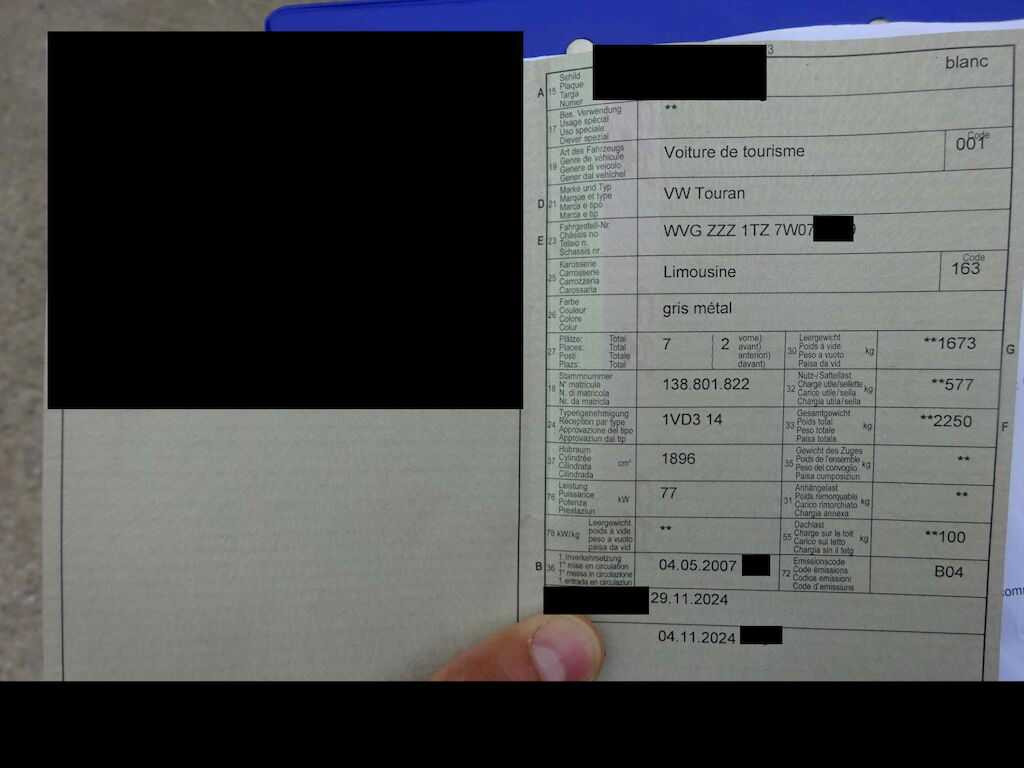 3
blanc
A 15 Schild
Plaque
Targa
Numer
17 Bes. Verwendung
Usage spécial
Uso speciale
Diever spezial
**
19 Art des Fahrzeugs
Genre de véhicule
Genere di veicolo
Gener dal vehichel
Voiture de tourisme
Code
001
D 21 Marke und Typ
Marque et type
Marca e tipo
Marca e tip
VW Touran
E 23 Fahrgestell-Nr.
Châssis no
Telaio n.
Schassis nr.
WVG ZZZ 1TZ 7W07
25 Karosserie
Carrosserie
Carrozzeria
Carossaria
Limousine
Code
163
26 Farbe
Couleur
Colore
Colur
gris métal
27 Plätze: Total
Places: Total
Posti: Totale
Plazs: Total
7 ( 2 vorne)
( avant)
( anteriori)
( davant)
30 Leergewicht
Poids à vide
Peso a vuoto
Paisa da vid
kg
**1673
G
18 Stammnummer
N° matricule
N. di matricola
Nr. da matricla
138.801.822
32 Nutz-/Sattellast
Charge utile/sellette
Carico utile/sella
Chargia utila/sella
kg
**577
24 Typengenehmigung
Réception par type
Approvazione del tipo
Approvaziun dal tip
1VD3 14
33 Gesamtgewicht
Poids total
Peso totale
Paisa totala
kg
**2250
F
37 Hubraum
Cylindrée
Cilindrata
Cilindrada
cm³
1896
35 Gewicht des Zuges
Poids de l'ensemble
Peso del convoglio
Paisa cumposiziun
kg
**
76 Leistung
Puissance
Potenza
Prestaziun
kW
77
31 Anhängelast
Poids remorquable
Carico rimorchiato
Chargia annexa
kg
**
78 kW/kg Leergewicht
poids à vide
peso a vuoto
paisa da vid
**
55 Dachlast
Charge sur le toit
Carico sul tetto
Chargia sin il tetg
kg
**100
B 36 1. Inverkehrsetzung
1re mise en circulation
1a messa in circolazione
1. entrada en circulaziun
04.05.2007
72 Emissionscode
Code émissions
Codice emissioni
Code d'emissiuns
B04
29.11.2024
04.11.2024